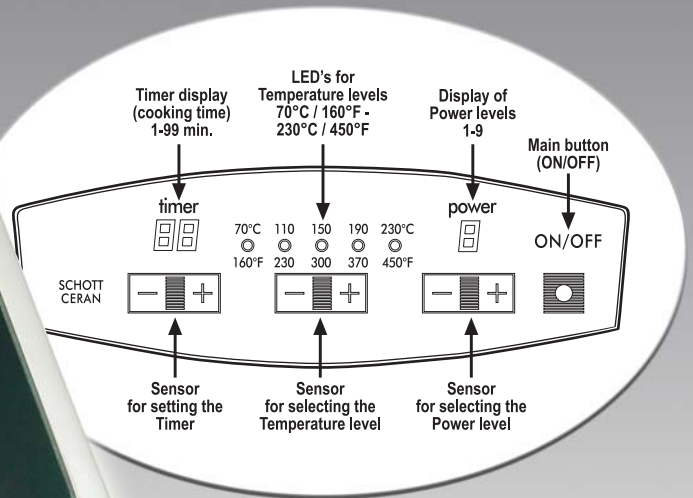 Timer display
(cooking time)
1-99 min.
LED's for
Temperature levels
70°C / 160°F -
230°C / 450°F
Display of
Power levels
1-9
Main button
(ON/OFF)
timer
88
70°C 110 150 190 230°C
160°F 230 300 370 450°F
power
8
ON/OFF
SCHOTT
CERAN
- +
- +
- +
Sensor
for setting the
Timer
Sensor
for selecting the
Temperature level
Sensor
for selecting the
Power level